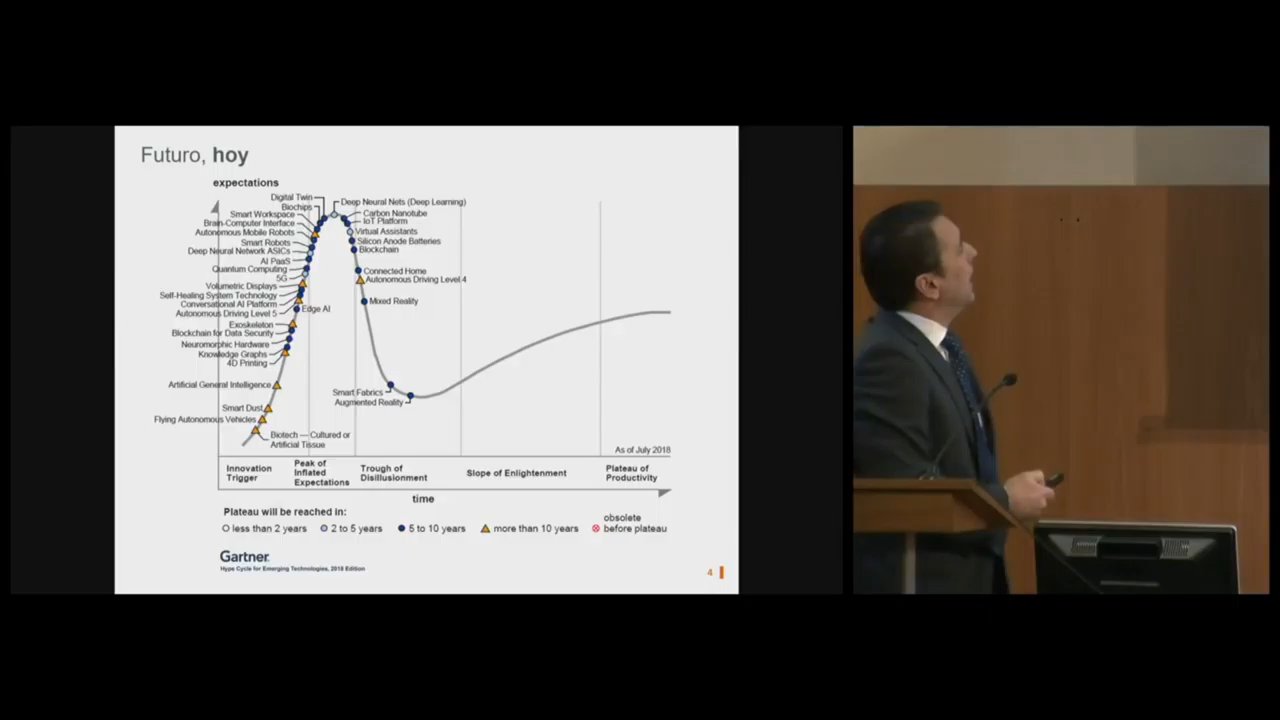 Futuro, hoy
expectations
Digital Twin
Deep Neural Nets (Deep Learning)
Biochips
Carbon Nanotube
Smart Workspace
IoT Platform
Brain-Computer Interface
Autonomous Mobile Robots
Virtual Assistants
Smart Robots
Silicon Anode Batteries
Deep Neural Network ASICs
Blockchain
AI PaaS
Quantum Computing
Connected Home
5G
Autonomous Driving Level 4
Volumetric Displays
Self-Healing System Technology
Mixed Reality
Conversational AI Platform
Autonomous Driving Level 5
Edge AI
Exoskeleton
Blockchain for Data Security
Neuromorphic Hardware
Knowledge Graphs
4D Printing
Artificial General Intelligence
Smart Fabrics
Augmented Reality
Smart Dust
Flying Autonomous Vehicles
Biotech — Cultured or
Artificial Tissue
As of July 2018
Innovation
Trigger
Peak of
Inflated
Expectations
Trough of
Disillusionment
Slope of Enlightenment
Plateau of
Productivity
time
Plateau will be reached in:
less than 2 years
2 to 5 years
5 to 10 years
more than 10 years
obsolete
before plateau
Gartner
Hype Cycle for Emerging Technologies, 2018 Edition
4